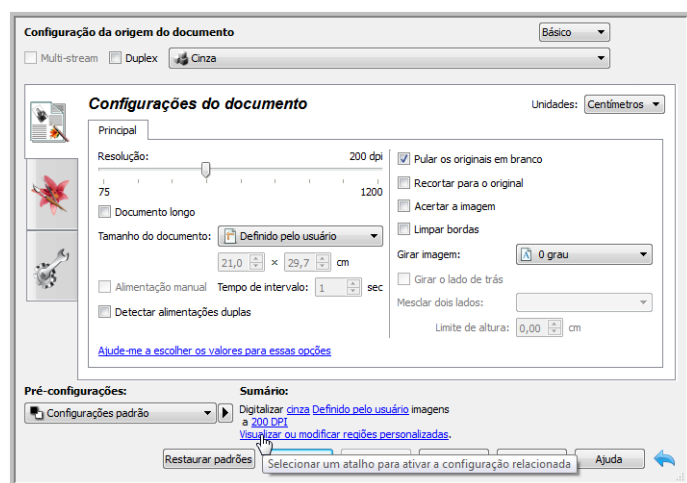 Configuração da origem do documento
Básico
Multi-stream
Duplex
Cinza
Configurações do documento
Unidades: Centímetros
Principal
Resolução: 200 dpi
75 1200
Documento longo
Tamanho do documento: Definido pelo usuário
21,0 × 29,7 cm
Alimentação manual Tempo de intervalo: 1 sec
Detectar alimentações duplas
Ajude-me a escolher os valores para essas opções
Pular os originais em branco
Recortar para o original
Acertar a imagem
Limpar bordas
Girar imagem: 0 grau
Girar o lado de trás
Mesclar dois lados:
Limite de altura: 0,00 cm
Pré-configurações:
Configurações padrão
Sumário:
Digitalizar cinza Definido pelo usuário imagens
a 200 DPI
Visualizar ou modificar regiões personalizadas.
Restaurar padrões
Selecionar um atalho para ativar a configuração relacionada
Ajuda